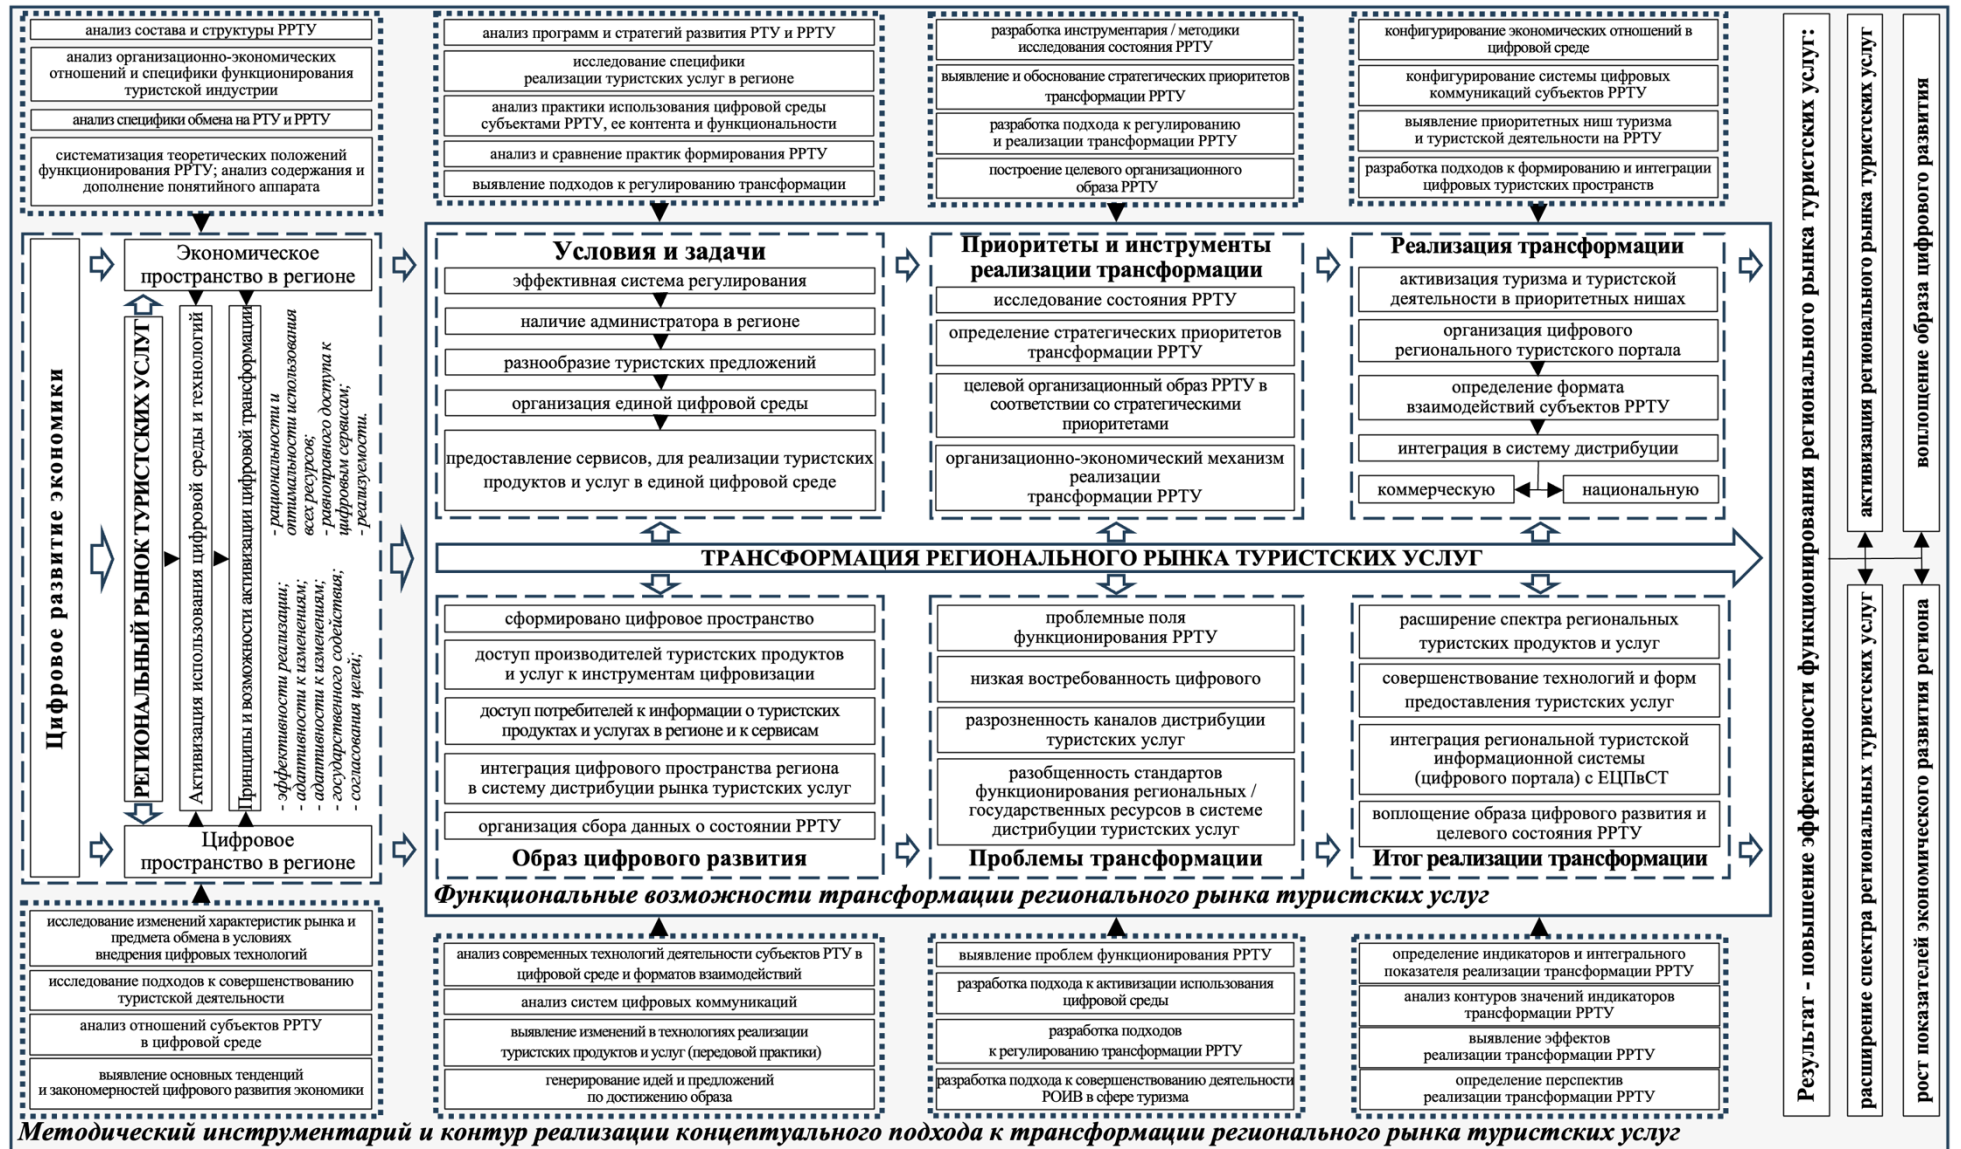 анализ состава и структуры РРТУ
анализ организационно-экономических
отношений и специфики функционирования
туристской индустрии
анализ специфики обмена на РТУ и РРТУ
систематизация теоретических положений
функционирования РРТУ; анализ содержания и
дополнение понятийного аппарата
анализ программ и стратегий развития РТУ и РРТУ
исследование специфики
реализации туристских услуг в регионе
анализ практики использования цифровой среды
субъектами РРТУ, ее контента и функциональности
анализ и сравнение практик формирования РРТУ
выявление подходов к регулированию трансформации
разработка инструментария / методики
исследования состояния РРТУ
выявление и обоснование стратегических приоритетов
трансформации РРТУ
разработка подхода к регулированию
и реализации трансформации РРТУ
построение целевого организационного
образа РРТУ
конфигурирование экономических отношений в
цифровой среде
конфигурирование системы цифровых
коммуникаций субъектов РРТУ
выявление приоритетных ниш туризма
и туристской деятельности на РРТУ
разработка подходов к формированию и интеграции
цифровых туристских пространств
Цифровое развитие экономики
Экономическое
пространство в регионе
РЕГИОНАЛЬНЫЙ РЫНОК ТУРИСТСКИХ УСЛУГ
Активизация использования цифровой среды и технологий
Принципы и возможности активизации цифровой трансформации
- рациональности и
оптимальности использования
всех ресурсов;
- равноправного доступа к
цифровым сервисам;
- реализуемости.
- эффективности реализации;
- адаптивности к изменениям;
- адаптивности к изменениям;
- государственного содействия;
- согласования целей;
Цифровое
пространство в регионе
Условия и задачи
эффективная система регулирования
наличие администратора в регионе
разнообразие туристских предложений
организация единой цифровой среды
предоставление сервисов, для реализации туристских
продуктов и услуг в единой цифровой среде
Приоритеты и инструменты
реализации трансформации
исследование состояния РРТУ
определение стратегических приоритетов
трансформации РРТУ
целевой организационный образ РРТУ в
соответствии со стратегическими
приоритетами
организационно-экономический механизм
реализации
трансформации РРТУ
Реализация трансформации
активизация туризма и туристской
деятельности в приоритетных нишах
организация цифрового
регионального туристского портала
определение формата
взаимодействий субъектов РРТУ
интеграция в систему дистрибуции
коммерческую
национальную
ТРАНСФОРМАЦИЯ РЕГИОНАЛЬНОГО РЫНКА ТУРИСТСКИХ УСЛУГ
сформировано цифровое пространство
доступ производителей туристских продуктов
и услуг к инструментам цифровизации
доступ потребителей к информации о туристских
продуктах и услугах в регионе и к сервисам
интеграция цифрового пространства региона
в систему дистрибуции рынка туристских услуг
организация сбора данных о состоянии РРТУ
Образ цифрового развития
проблемные поля
функционирования РРТУ
низкая востребованность цифрового
разрозненность каналов дистрибуции
туристских услуг
разобщенность стандартов
функционирования региональных /
государственных ресурсов в системе
дистрибуции туристских услуг
Проблемы трансформации
расширение спектра региональных
туристских продуктов и услуг
совершенствование технологий и форм
предоставления туристских услуг
интеграция региональной туристской
информационной системы
(цифрового портала) с ЕЦПвСТ
воплощение образа цифрового развития и
целевого состояния РРТУ
Итог реализации трансформации
Функциональные возможности трансформации регионального рынка туристских услуг
исследование изменений характеристик рынка и
предмета обмена в условиях
внедрения цифровых технологий
исследование подходов к совершенствованию
туристской деятельности
анализ отношений субъектов РРТУ
в цифровой среде
выявление основных тенденций
и закономерностей цифрового развития экономики
анализ современных технологий деятельности субъектов РТУ в
цифровой среде и форматов взаимодействий
анализ систем цифровых коммуникаций
выявление изменений в технологиях реализации
туристских продуктов и услуг (передовой практики)
генерирование идей и предложений
по достижению образа
выявление проблем функционирования РРТУ
разработка подхода к активизации использования
цифровой среды
разработка подходов
к регулированию трансформации РРТУ
разработка подхода к совершенствованию деятельности
РОИВ в сфере туризма
определение индикаторов и интегрального
показателя реализации трансформации РРТУ
анализ контуров значений индикаторов
трансформации РРТУ
выявление эффектов
реализации трансформации РРТУ
определение перспектив
реализации трансформации РРТУ
Результат - повышение эффективности функционирования регионального рынка туристских услуг:
активизация регионального рынка туристских услуг
воплощение образа цифрового развития
расширение спектра региональных туристских услуг
рост показателей экономического развития региона
Методический инструментарий и контур реализации концептуального подхода к трансформации регионального рынка туристских услуг